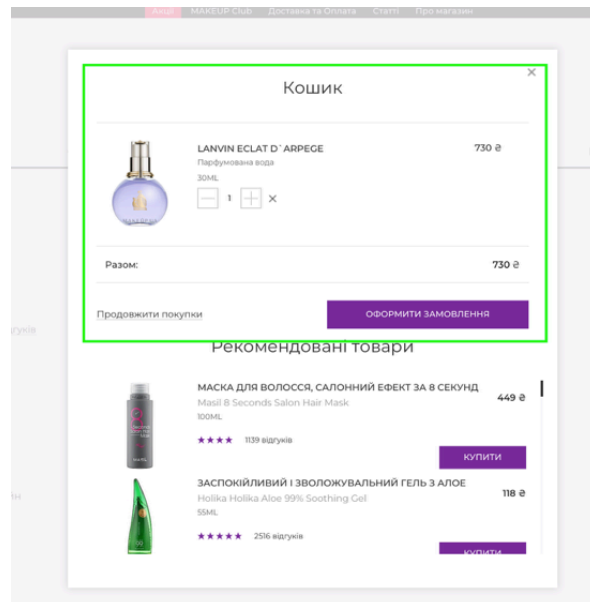 Акції MAKEUP Club Доставка та Оплата Статті Про магазин
×
Кошик
LANVIN ECLAT D`ARPEGE 730 ₴
Парфумована вода
30ML
— 1 + ×
Разом: 730 ₴
Продовжити покупки ОФОРМИТИ ЗАМОВЛЕННЯ
Рекомендовані товари
МАСКА ДЛЯ ВОЛОССЯ, САЛОННИЙ ЕФЕКТ ЗА 8 СЕКУНД 449 ₴
Masil 8 Seconds Salon Hair Mask
100ML
★★★★ 1139 відгуків
КУПИТИ
ЗАСПОКІЙЛИВИЙ І ЗВОЛОЖУВАЛЬНИЙ ГЕЛЬ З АЛОЕ 118 ₴
Holika Holika Aloe 99% Soothing Gel
55ML
★★★★★ 2516 відгуків
КУПИТИ